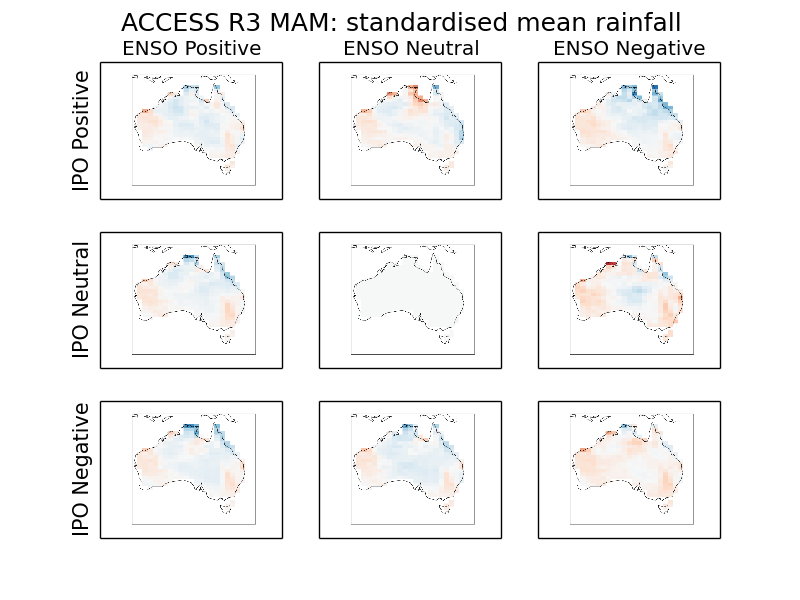 ACCESS R3 MAM: standardised mean rainfall
ENSO Positive
ENSO Neutral
ENSO Negative
IPO Positive
IPO Neutral
IPO Negative